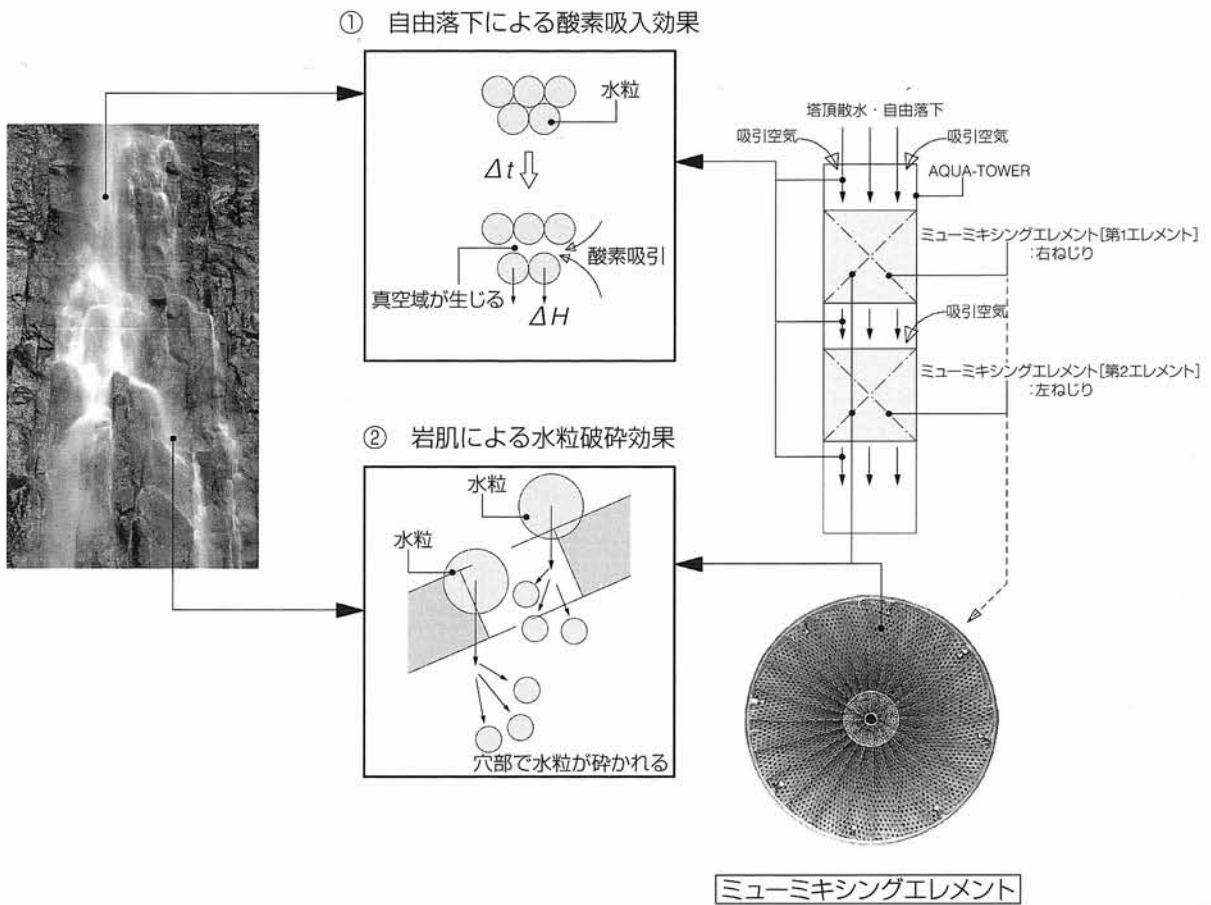 ① 自由落下による酸素吸入効果
水粒
Δt
酸素吸引
真空域が生じる
ΔH
② 岩肌による水粒破砕効果
水粒
水粒
穴部で水粒が砕かれる
塔頂散水・自由落下
吸引空気
吸引空気
AQUA-TOWER
ミューミキシングエレメント[第1エレメント]
:右ねじり
吸引空気
ミューミキシングエレメント[第2エレメント]
:左ねじり
ミューミキシングエレメント